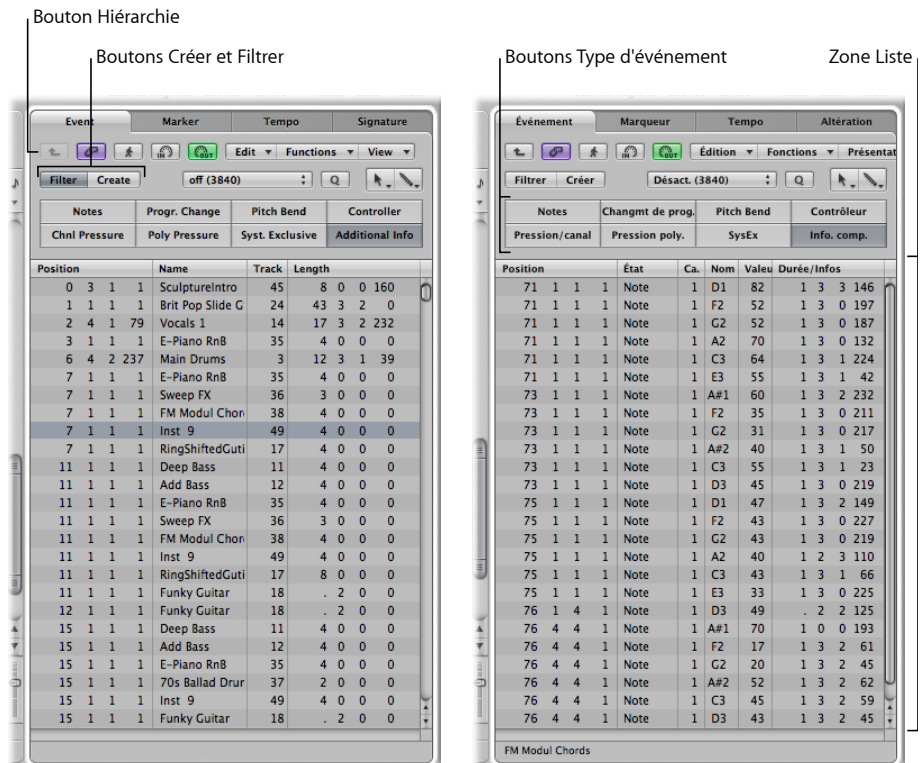 Bouton Hiérarchie
Boutons Créer et Filtrer
Boutons Type d'événement
Zone Liste
Event Marker Tempo Signature
IN OUT Edit Functions View
Filter Create off (3840) Q
Notes Progr. Change Pitch Bend Controller
Chnl Pressure Poly Pressure Syst. Exclusive Additional Info
Position Name Track Length
0 3 1 1 SculptureIntro 45 8 0 0 160
1 1 1 1 Brit Pop Slide G 24 43 3 2 0
2 4 1 79 Vocals 1 14 17 3 2 232
3 1 1 1 E-Piano RnB 35 4 0 0 0
6 4 2 237 Main Drums 3 12 3 1 39
7 1 1 1 E-Piano RnB 35 4 0 0 0
7 1 1 1 Sweep FX 36 3 0 0 0
7 1 1 1 FM Modul Chor 38 4 0 0 0
7 1 1 1 Inst 9 49 4 0 0 0
7 1 1 1 RingShiftedGuti 17 4 0 0 0
11 1 1 1 Deep Bass 11 4 0 0 0
11 1 1 1 Add Bass 12 4 0 0 0
11 1 1 1 E-Piano RnB 35 4 0 0 0
11 1 1 1 Sweep FX 36 3 0 0 0
11 1 1 1 FM Modul Chor 38 4 0 0 0
11 1 1 1 Inst 9 49 4 0 0 0
11 1 1 1 RingShiftedGuti 17 8 0 0 0
11 1 1 1 Funky Guitar 18 . 2 0 0
12 1 1 1 Funky Guitar 18 . 2 0 0
15 1 1 1 Deep Bass 11 4 0 0 0
15 1 1 1 Add Bass 12 4 0 0 0
15 1 1 1 E-Piano RnB 35 4 0 0 0
15 1 1 1 70s Ballad Drur 37 2 0 0 0
15 1 1 1 Inst 9 49 4 0 0 0
15 1 1 1 Funky Guitar 18 . 2 0 0
Événement Marqueur Tempo Altération
IN OUT Édition Fonctions Présentat
Filtrer Créer Désact. (3840) Q
Notes Changmt de prog. Pitch Bend Contrôleur
Pression/canal Pression poly. SysEx Info. comp.
Position État Ca. Nom Valeu Durée/Infos
71 1 1 1 Note 1 D1 82 1 3 3 146
71 1 1 1 Note 1 F2 52 1 3 0 197
71 1 1 1 Note 1 G2 52 1 3 0 187
71 1 1 1 Note 1 A2 70 1 3 0 132
71 1 1 1 Note 1 C3 64 1 3 1 224
71 1 1 1 Note 1 E3 55 1 3 1 42
73 1 1 1 Note 1 A#1 60 1 3 2 232
73 1 1 1 Note 1 F2 35 1 3 0 211
73 1 1 1 Note 1 G2 31 1 3 0 217
73 1 1 1 Note 1 A#2 40 1 3 1 50
73 1 1 1 Note 1 C3 55 1 3 1 23
73 1 1 1 Note 1 D3 45 1 3 0 219
75 1 1 1 Note 1 D1 47 1 3 2 149
75 1 1 1 Note 1 F2 43 1 3 0 227
75 1 1 1 Note 1 G2 43 1 3 0 219
75 1 1 1 Note 1 A2 40 1 2 3 110
75 1 1 1 Note 1 C3 43 1 3 1 66
75 1 1 1 Note 1 E3 33 1 3 0 225
76 1 4 1 Note 1 D3 49 . 2 2 125
76 4 4 1 Note 1 A#1 70 1 0 0 193
76 4 4 1 Note 1 F2 17 1 3 2 61
76 4 4 1 Note 1 G2 20 1 3 2 45
76 4 4 1 Note 1 A#2 52 1 3 2 62
76 4 4 1 Note 1 C3 45 1 3 2 59
76 4 4 1 Note 1 D3 43 1 3 2 45
FM Modul Chords